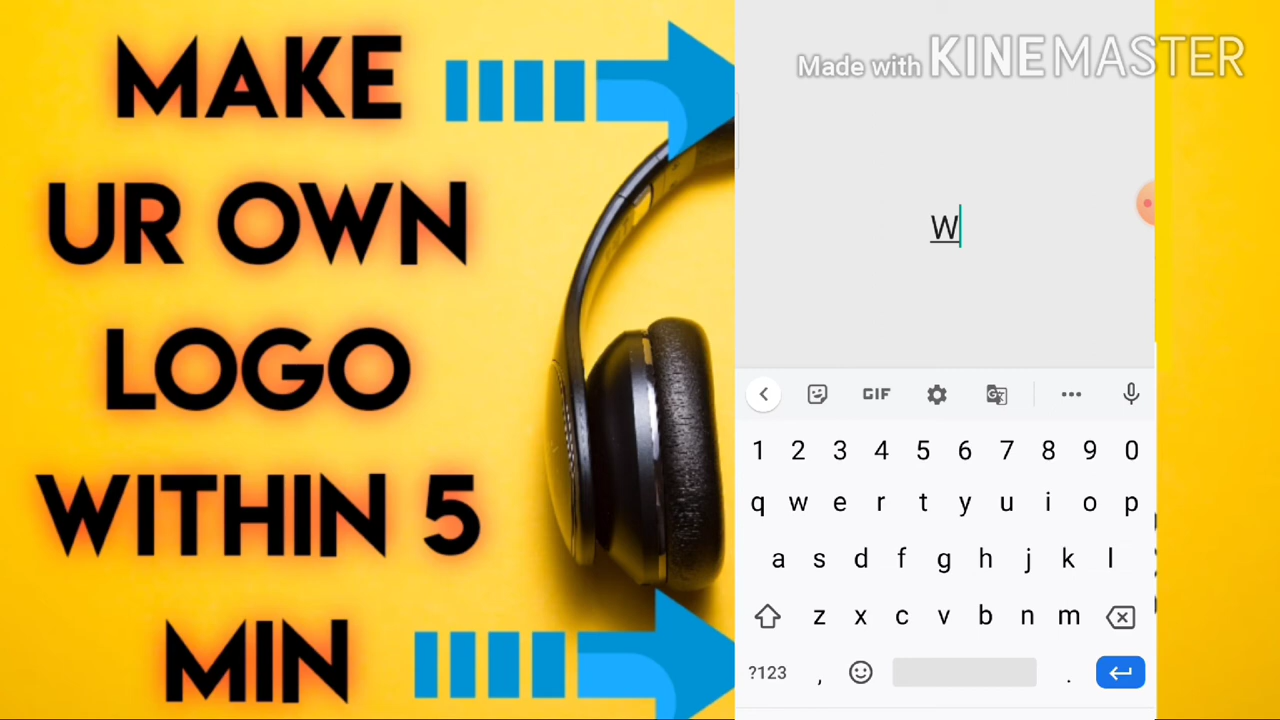 MAKE
UR OWN
LOGO
WITHIN 5
MIN
Made with KINEMASTER
W
GIF
1 2 3 4 5 6 7 8 9 0
q w e r t y u i o p
a s d f g h j k l
z x c v b n m
?123 , .